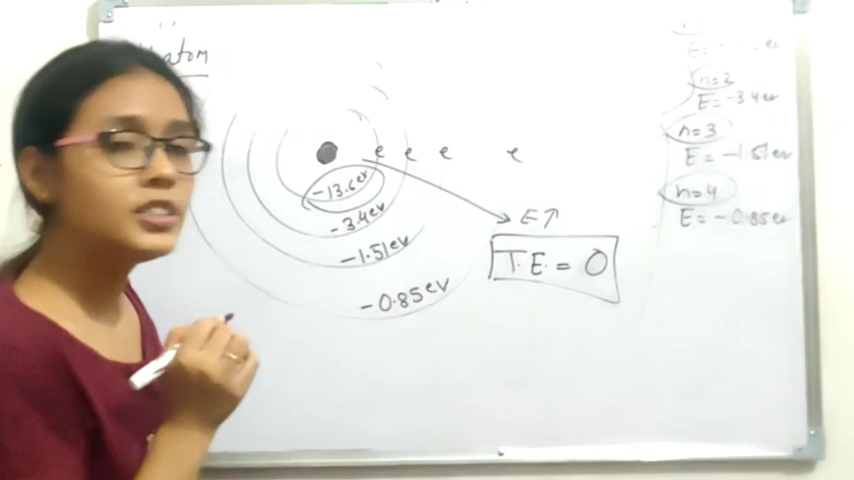 atom
e e e e
-13.6ev
-3.4ev
-1.51ev
-0.85ev
E↑
T.E. = 0
n=2
E= -3.4ev
n=3
E= -1.51ev
n=4
E= -0.85ev